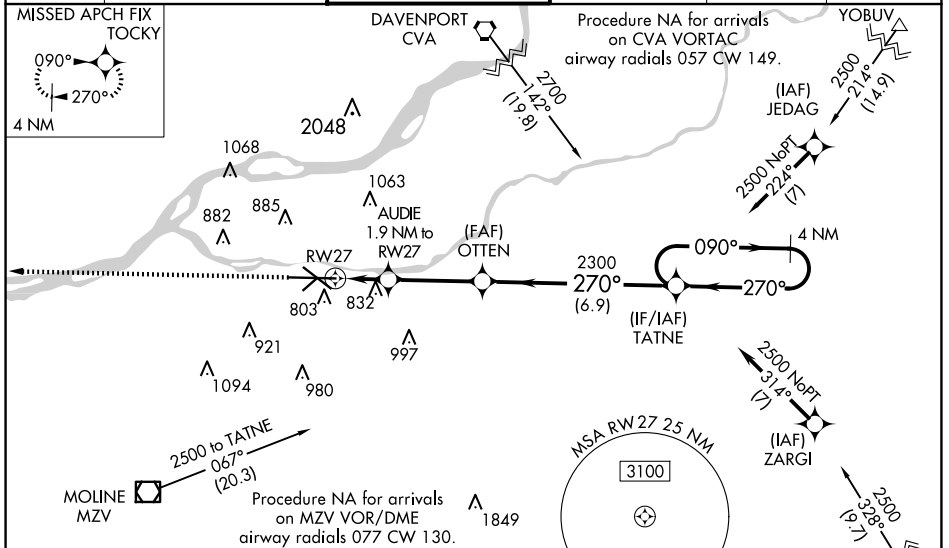 MISSED APCH FIX
TOCKY
090°
270°
4 NM
DAVENPORT
CVA
2700
142°
(19.8)
Procedure NA for arrivals
on CVA VORTAC
airway radials 057 CW 149.
YOBUV
2500
214°
(14.9)
(IAF)
JEDAG
2500 NoPT
224°
(7)
2048
1068
882
885
1063
AUDIE
1.9 NM to
RW27
RW27
(FAF)
OTTEN
2300
270°
(6.9)
090°
4 NM
270°
(IF/IAF)
TATNE
803
832
921
1094
980
997
2500 NoPT
314°
(7)
(IAF)
ZARGI
2500
328°
(9.7)
2500 to TATNE
067°
(20.3)
MOLINE
MZV
Procedure NA for arrivals
on MZV VOR/DME
airway radials 077 CW 130.
1849
MSA RW27 25 NM
3100